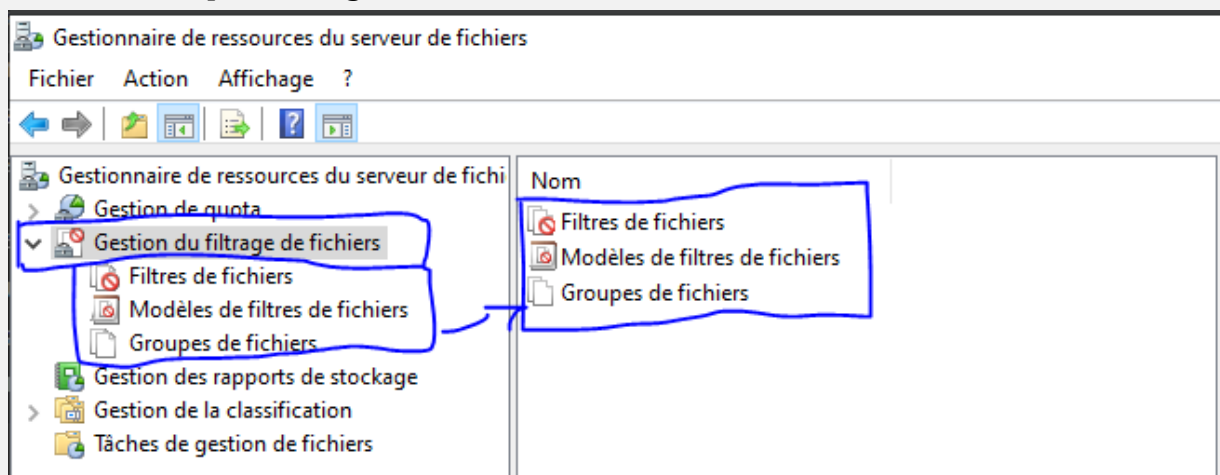 Gestionnaire de ressources du serveur de fichiers
Fichier Action Affichage ?
Gestionnaire de ressources du serveur de fichi
Gestion de quota
Gestion du filtrage de fichiers
Filtres de fichiers
Modèles de filtres de fichiers
Groupes de fichiers
Gestion des rapports de stockage
Gestion de la classification
Tâches de gestion de fichiers
Nom
Filtres de fichiers
Modèles de filtres de fichiers
Groupes de fichiers